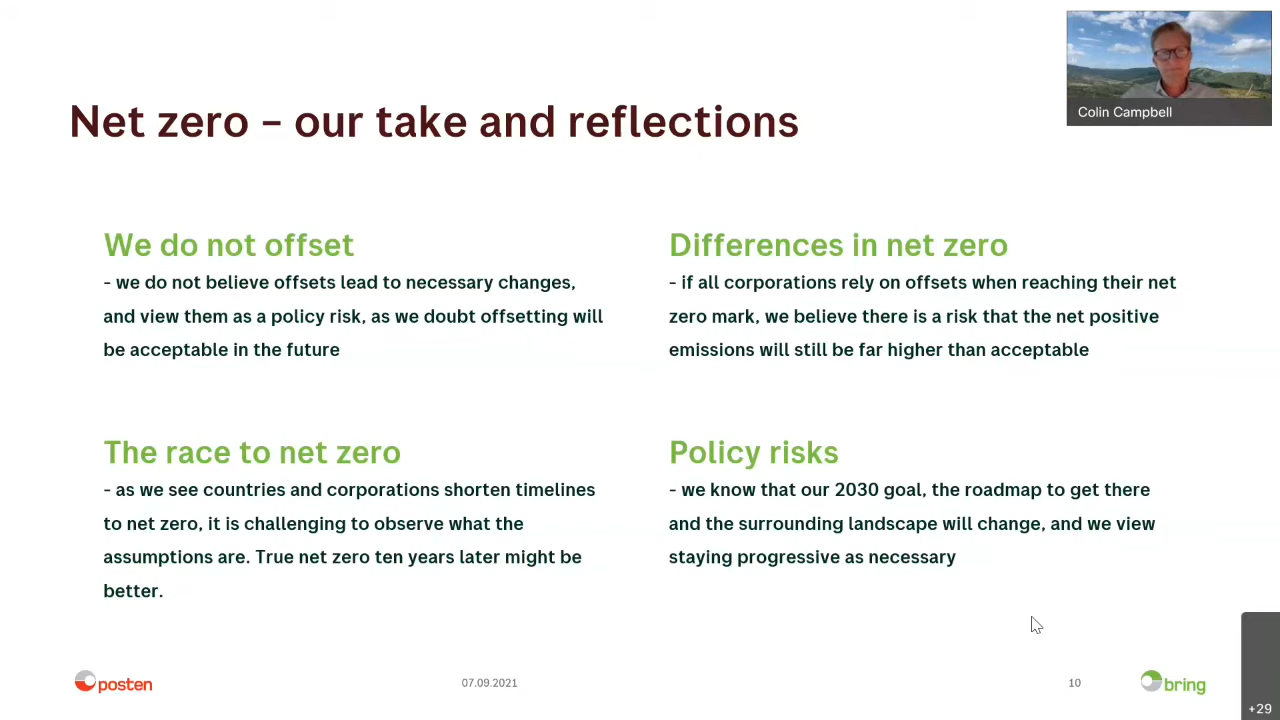 Colin Campbell
Net zero – our take and reflections
We do not offset
- we do not believe offsets lead to necessary changes,
and view them as a policy risk, as we doubt offsetting will
be acceptable in the future
Differences in net zero
- if all corporations rely on offsets when reaching their net
zero mark, we believe there is a risk that the net positive
emissions will still be far higher than acceptable
The race to net zero
- as we see countries and corporations shorten timelines
to net zero, it is challenging to observe what the
assumptions are. True net zero ten years later might be
better.
Policy risks
- we know that our 2030 goal, the roadmap to get there
and the surrounding landscape will change, and we view
staying progressive as necessary
posten
07.09.2021
10
bring
+29